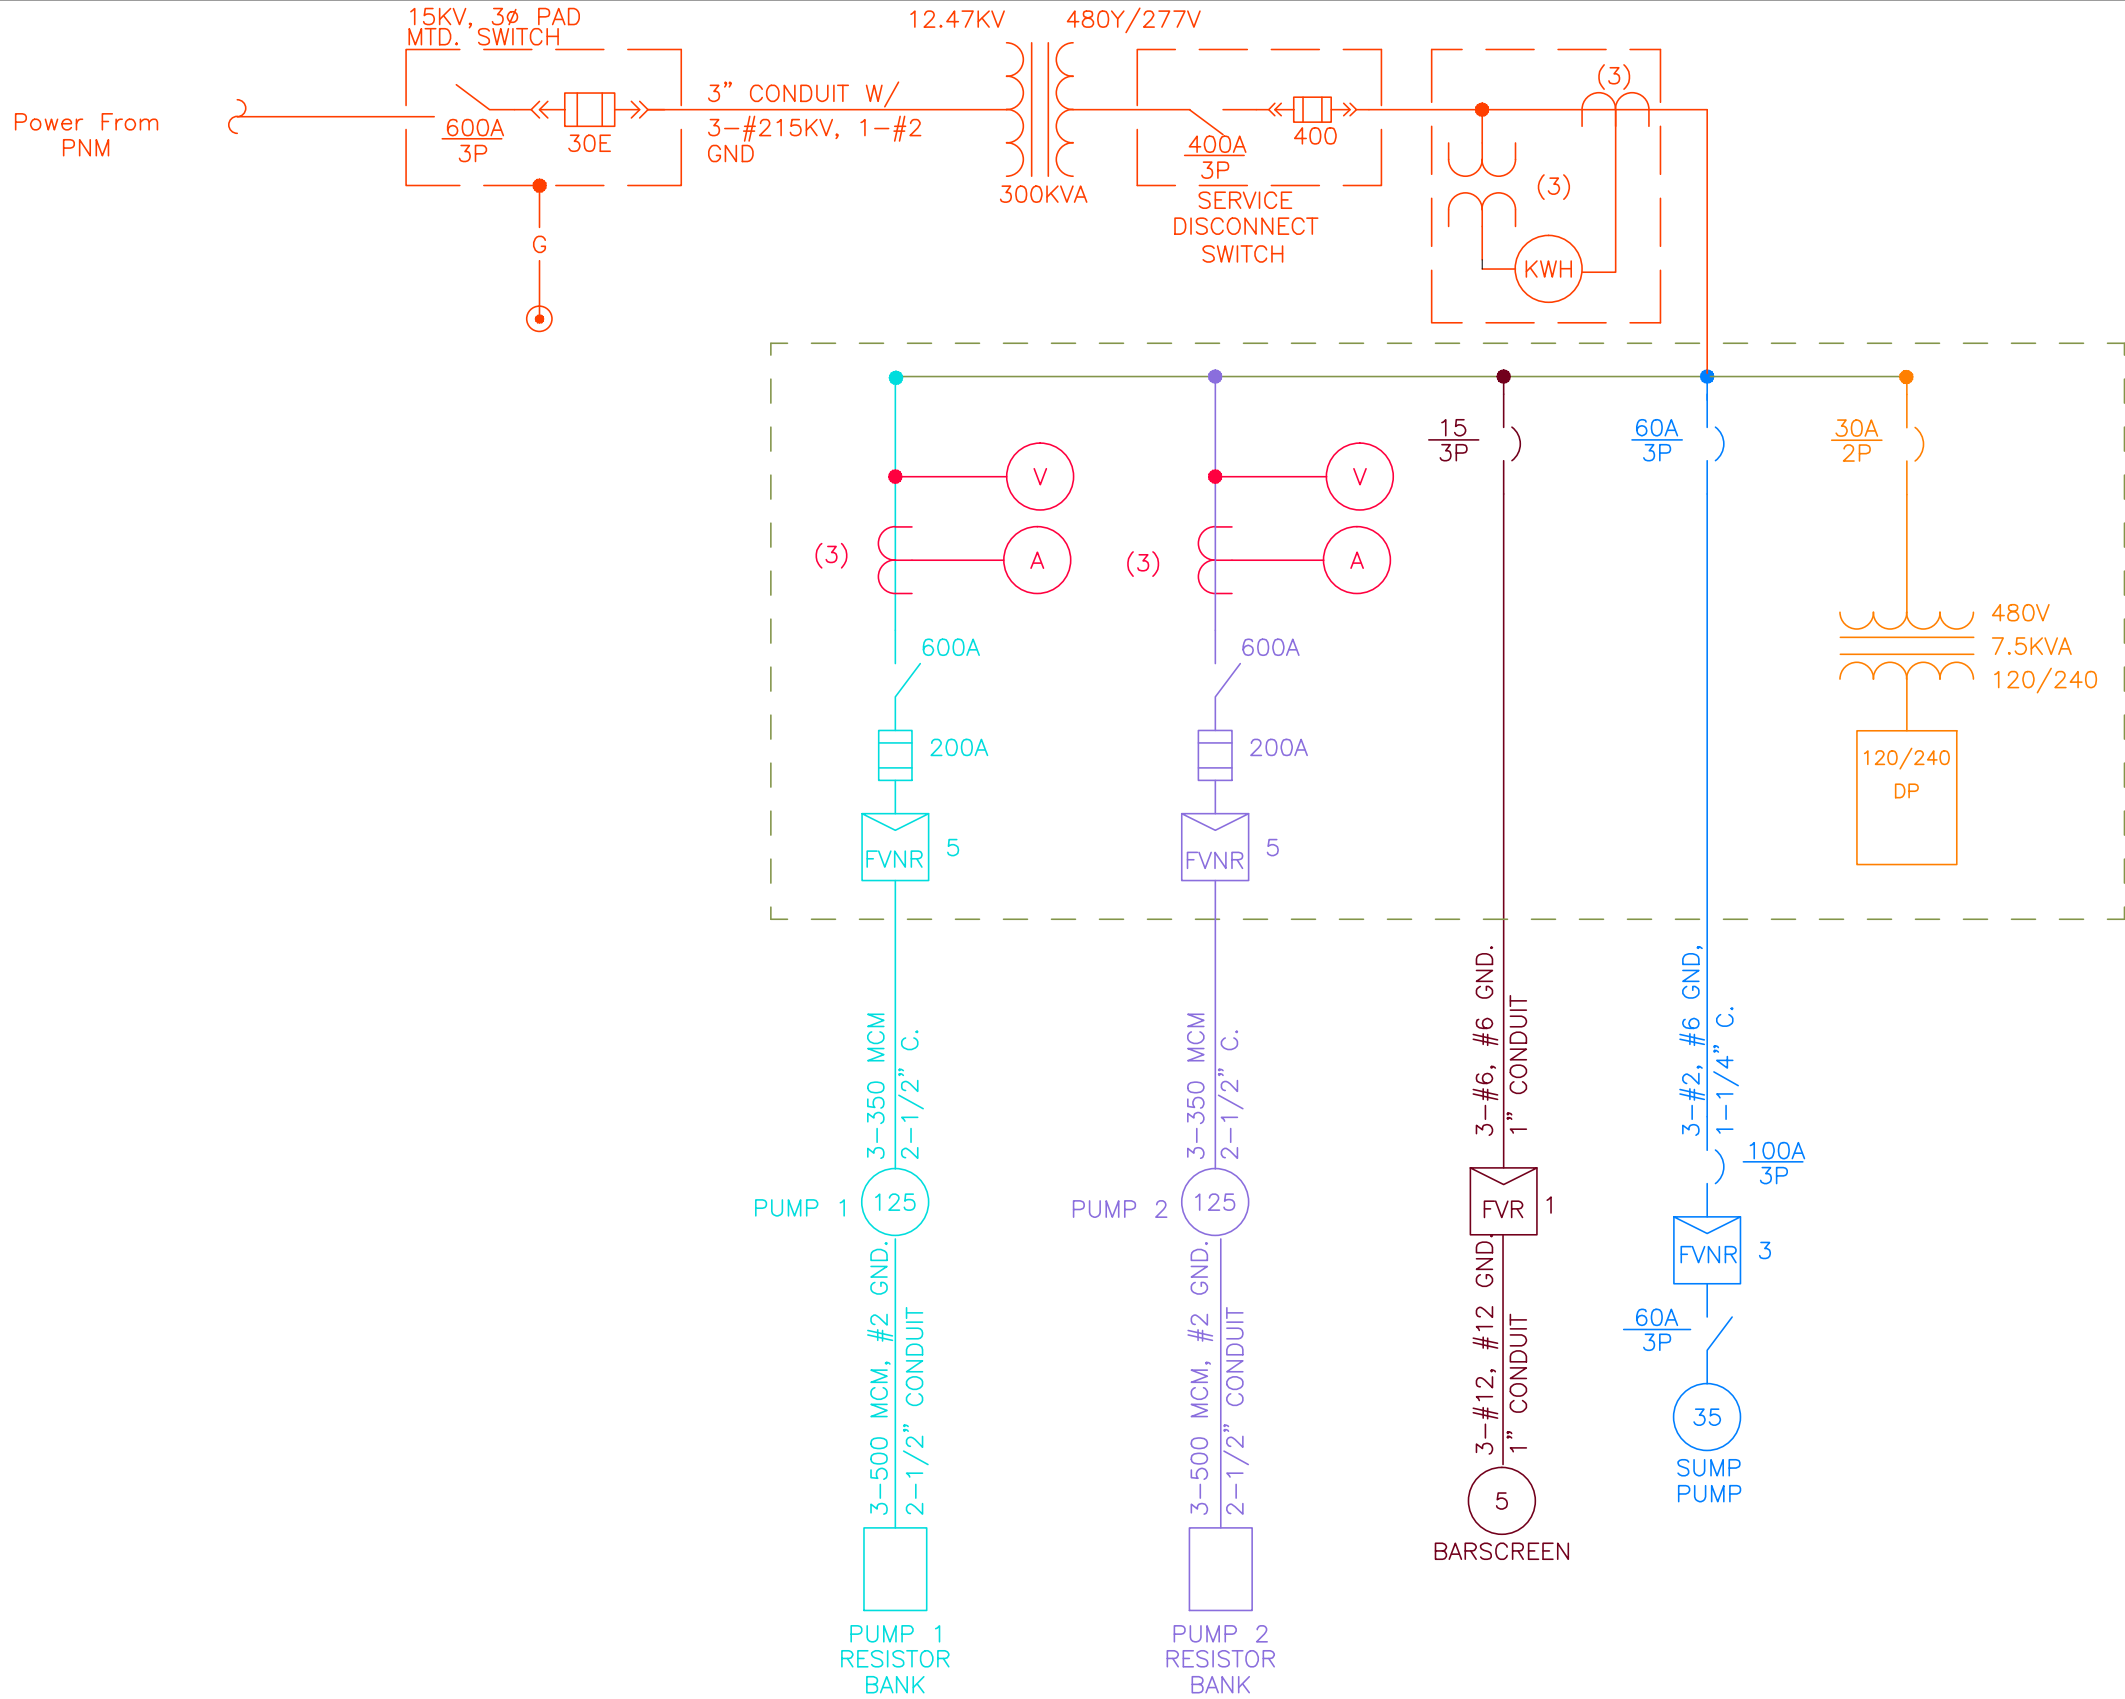 15KV, 3ø PAD
MTD. SWITCH
12.47KV
480Y/277V
Power From
PNM
600A
3P
30E
3” CONDUIT W/
3-#215KV, 1-#2
GND
300KVA
400A
3P
400
SERVICE
DISCONNECT
SWITCH
(3)
(3)
KWH
G
15
3P
60A
3P
30A
2P
V
V
(3)
A
(3)
A
600A
600A
480V
7.5KVA
120/240
200A
200A
120/240
DP
FVNR
5
FVNR
5
3-350 MCM
2-1/2” C.
3-350 MCM
2-1/2” C.
3-#6, #6 GND.
1” CONDUIT
3-#2, #6 GND,
1-1/4” C.
100A
3P
PUMP 1
125
PUMP 2
125
FVR
1
FVNR
3
3-500 MCM, #2 GND.
2-1/2” CONDUIT
3-500 MCM, #2 GND.
2-1/2” CONDUIT
3-#12, #12 GND.
1” CONDUIT
60A
3P
35
SUMP
PUMP
5
BARSCREEN
PUMP 1
RESISTOR
BANK
PUMP 2
RESISTOR
BANK